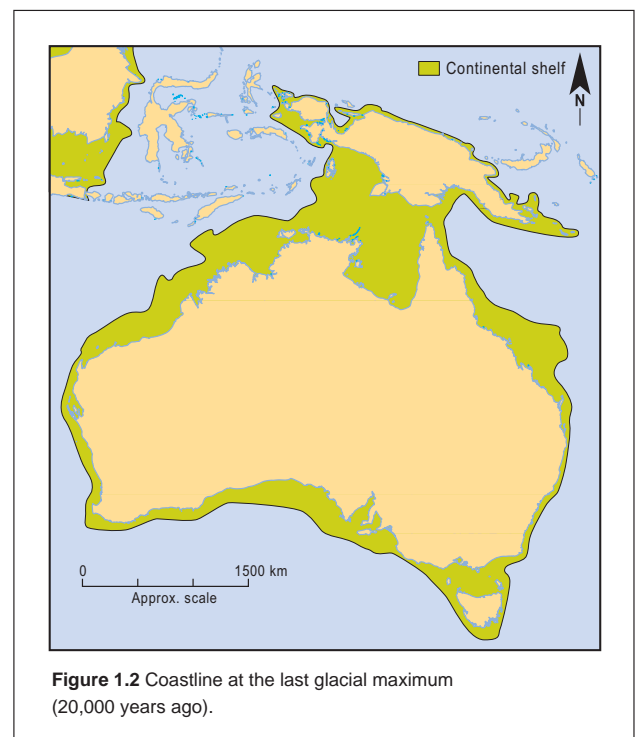 Continental shelf
N
0 1500 km
Approx. scale
Figure 1.2 Coastline at the last glacial maximum
(20,000 years ago).